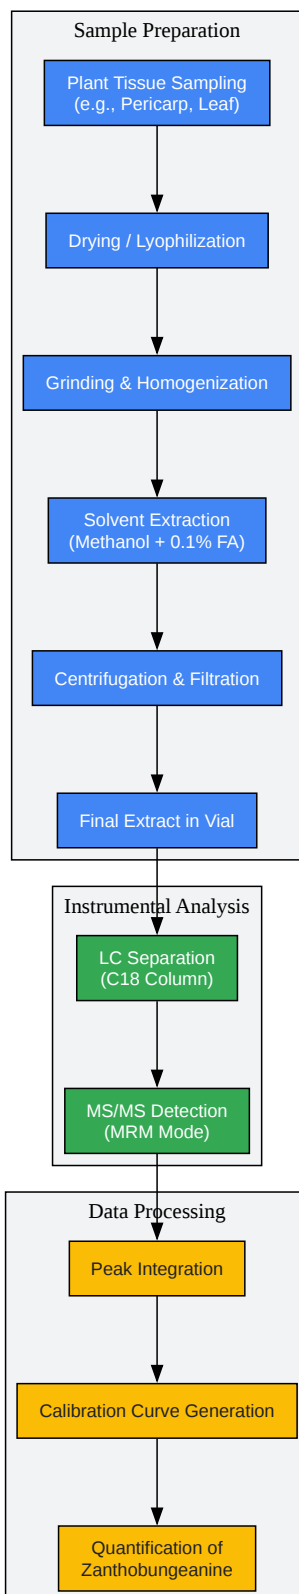 Sample Preparation
Plant Tissue Sampling
(e.g., Pericarp, Leaf)
Drying / Lyophilization
Grinding & Homogenization
Solvent Extraction
(Methanol + 0.1% FA)
Centrifugation & Filtration
Final Extract in Vial
Instrumental Analysis
LC Separation
(C18 Column)
MS/MS Detection
(MRM Mode)
Data Processing
Peak Integration
Calibration Curve Generation
Quantification of
Zanthobungeanine